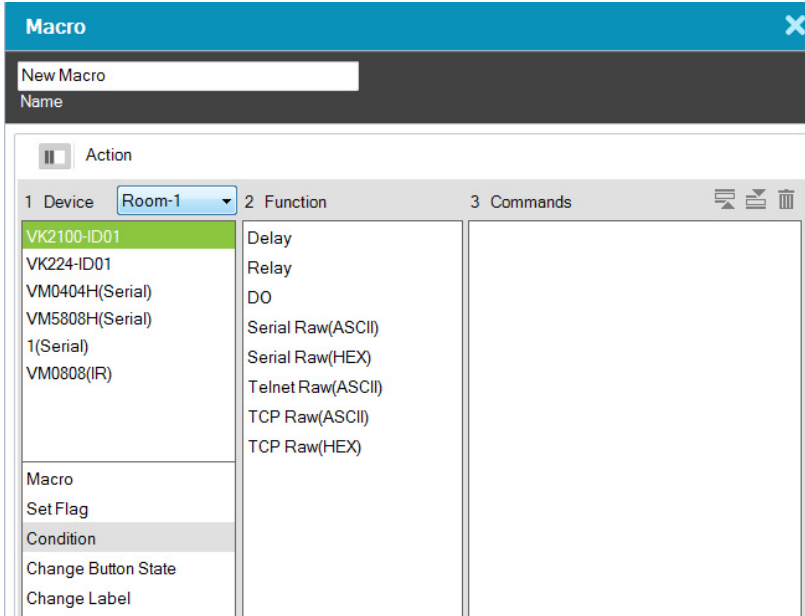 Macro
New Macro
Name
Action
1 Device Room-1 2 Function 3 Commands
VK2100-ID01
VK224-ID01
VM0404H(Serial)
VM5808H(Serial)
1(Serial)
VM0808(IR)
Delay
Relay
DO
Serial Raw(ASCII)
Serial Raw(HEX)
Telnet Raw(ASCII)
TCP Raw(ASCII)
TCP Raw(HEX)
Macro
Set Flag
Condition
Change Button State
Change Label